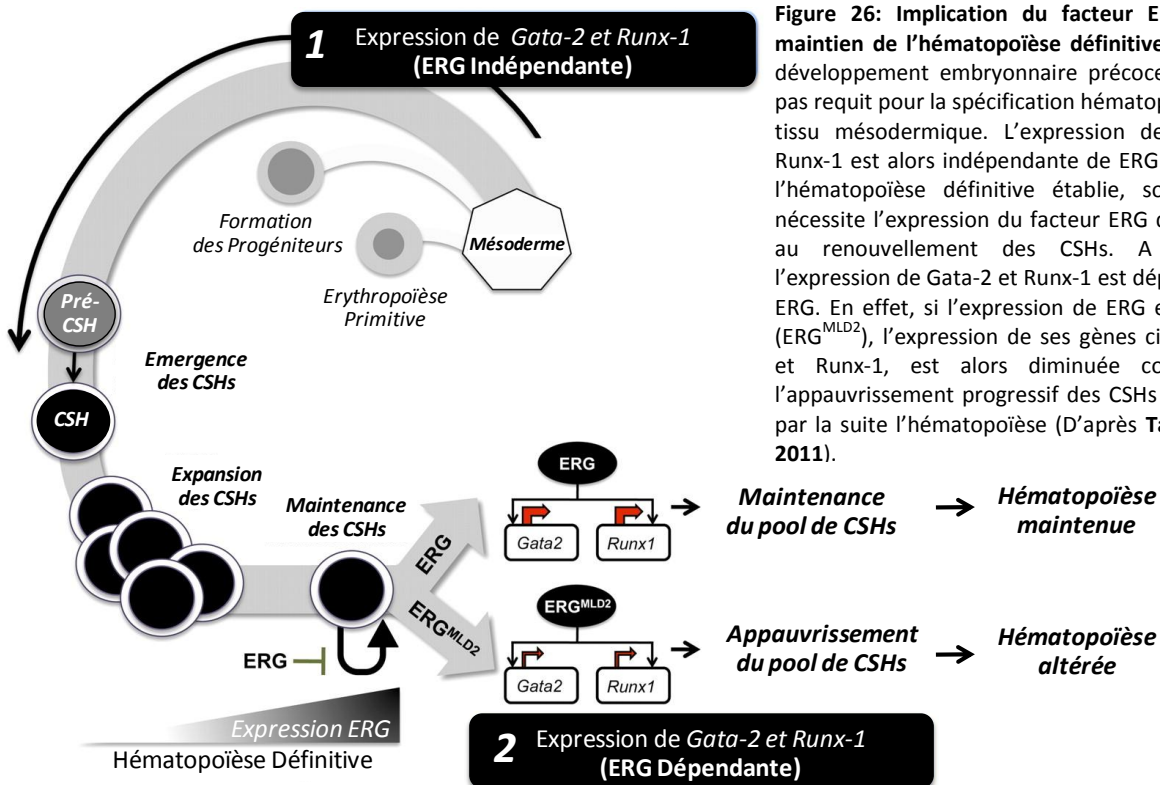 1 Expression de Gata-2 et Runx-1
(ERG Indépendante)
Figure 26: Implication du facteur E
maintien de l'hématopoïèse définitive
développement embryonnaire précoce
pas requit pour la spécification hématop
tissu mésodermique. L'expression de
Runx-1 est alors indépendante de ERG
l'hématopoïèse définitive établie, so
nécessite l'expression du facteur ERG
au renouvellement des CSHs. A
l'expression de Gata-2 et Runx-1 est dép
ERG. En effet, si l'expression de ERG e
(ERG^MLD2), l'expression de ses gènes ci
et Runx-1, est alors diminuée co
l'appauvrissement progressif des CSHs
par la suite l'hématopoïèse (D'après Ta
2011).
Formation
des Progéniteurs
Mésoderme
Erythropoïèse
Primitive
Pré-
CSH
Emergence
des CSHs
CSH
Expansion
des CSHs
Maintenance
des CSHs
ERG
ERG
Gata2 Runx1
Maintenance
du pool de CSHs
Hématopoïèse
maintenue
ERG^MLD2
ERG^MLD2
Gata2 Runx1
Appauvrissement
du pool de CSHs
Hématopoïèse
altérée
ERG
Expression ERG
Hématopoïèse Définitive
2 Expression de Gata-2 et Runx-1
(ERG Dépendante)